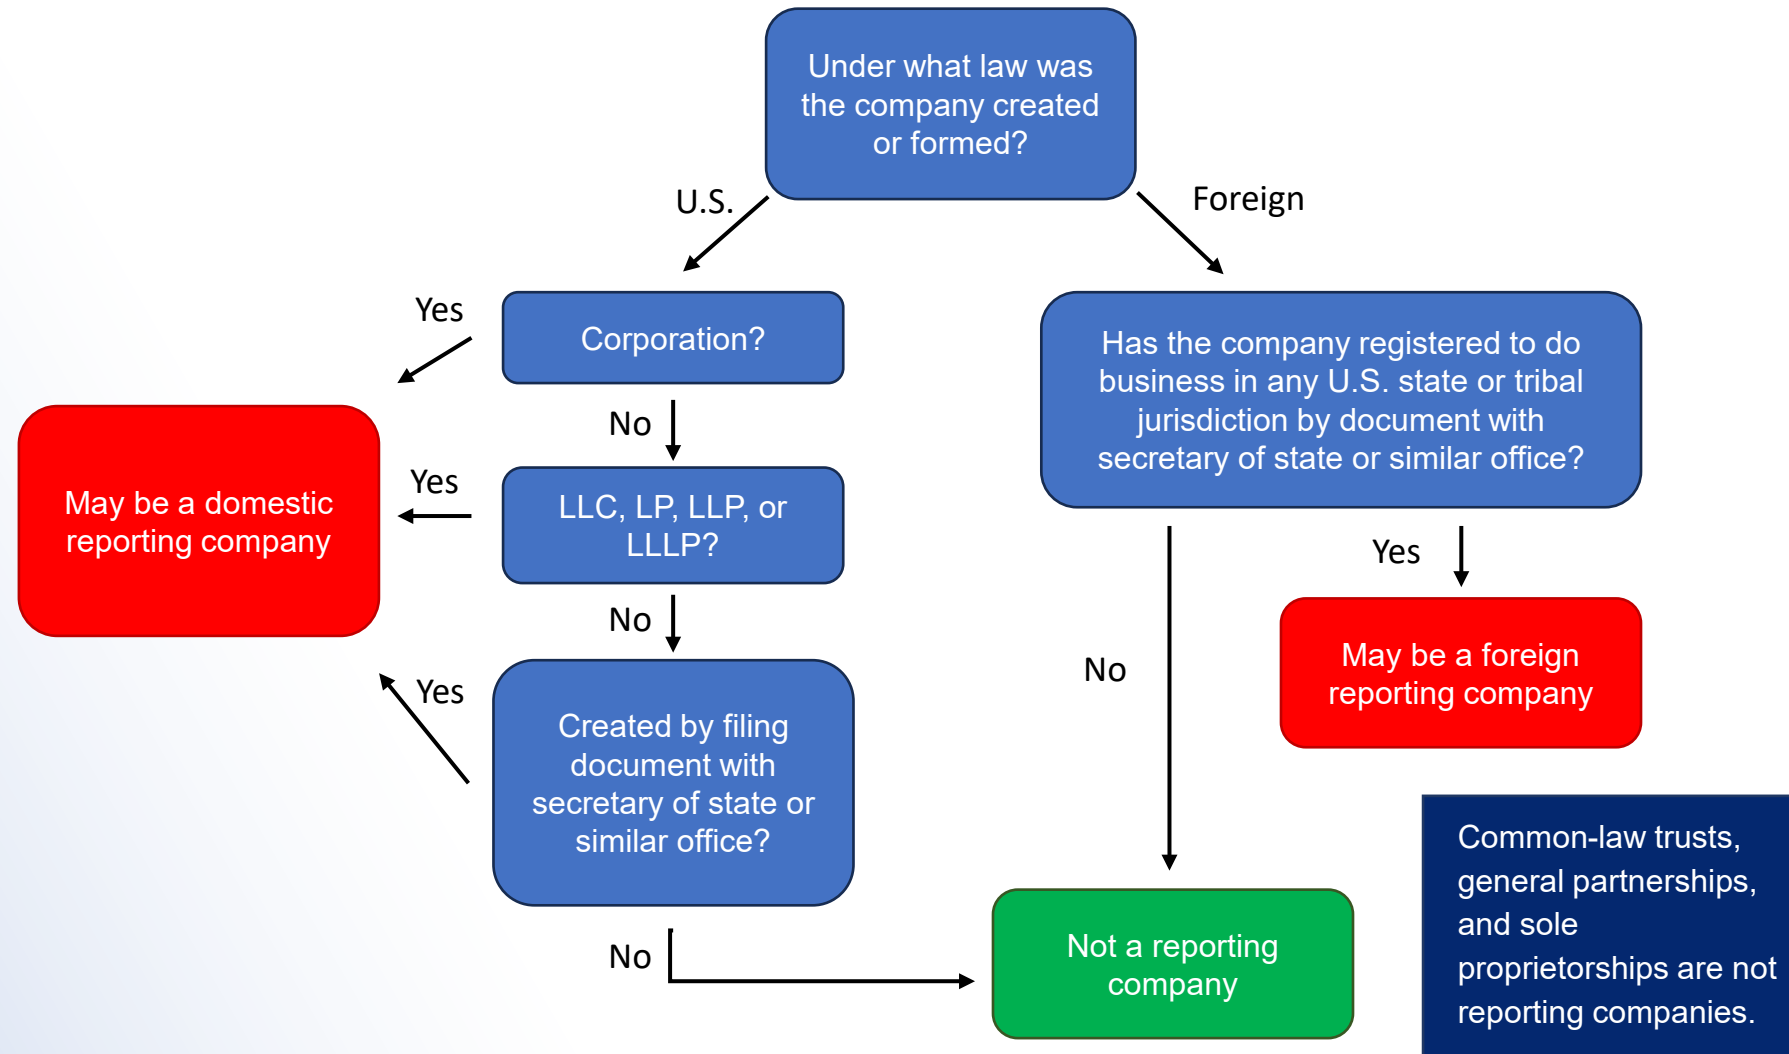 Under what law was
the company created
or formed?
U.S.
Foreign
Yes
Corporation?
Has the company registered to do
business in any U.S. state or tribal
jurisdiction by document with
secretary of state or similar office?
No
May be a domestic
reporting company
Yes
LLC, LP, LLP, or
LLLP?
Yes
No
No
May be a foreign
reporting company
Yes
Created by filing
document with
secretary of state or
similar office?
No
Not a reporting
company
Common-law trusts,
general partnerships,
and sole
proprietorships are not
reporting companies.